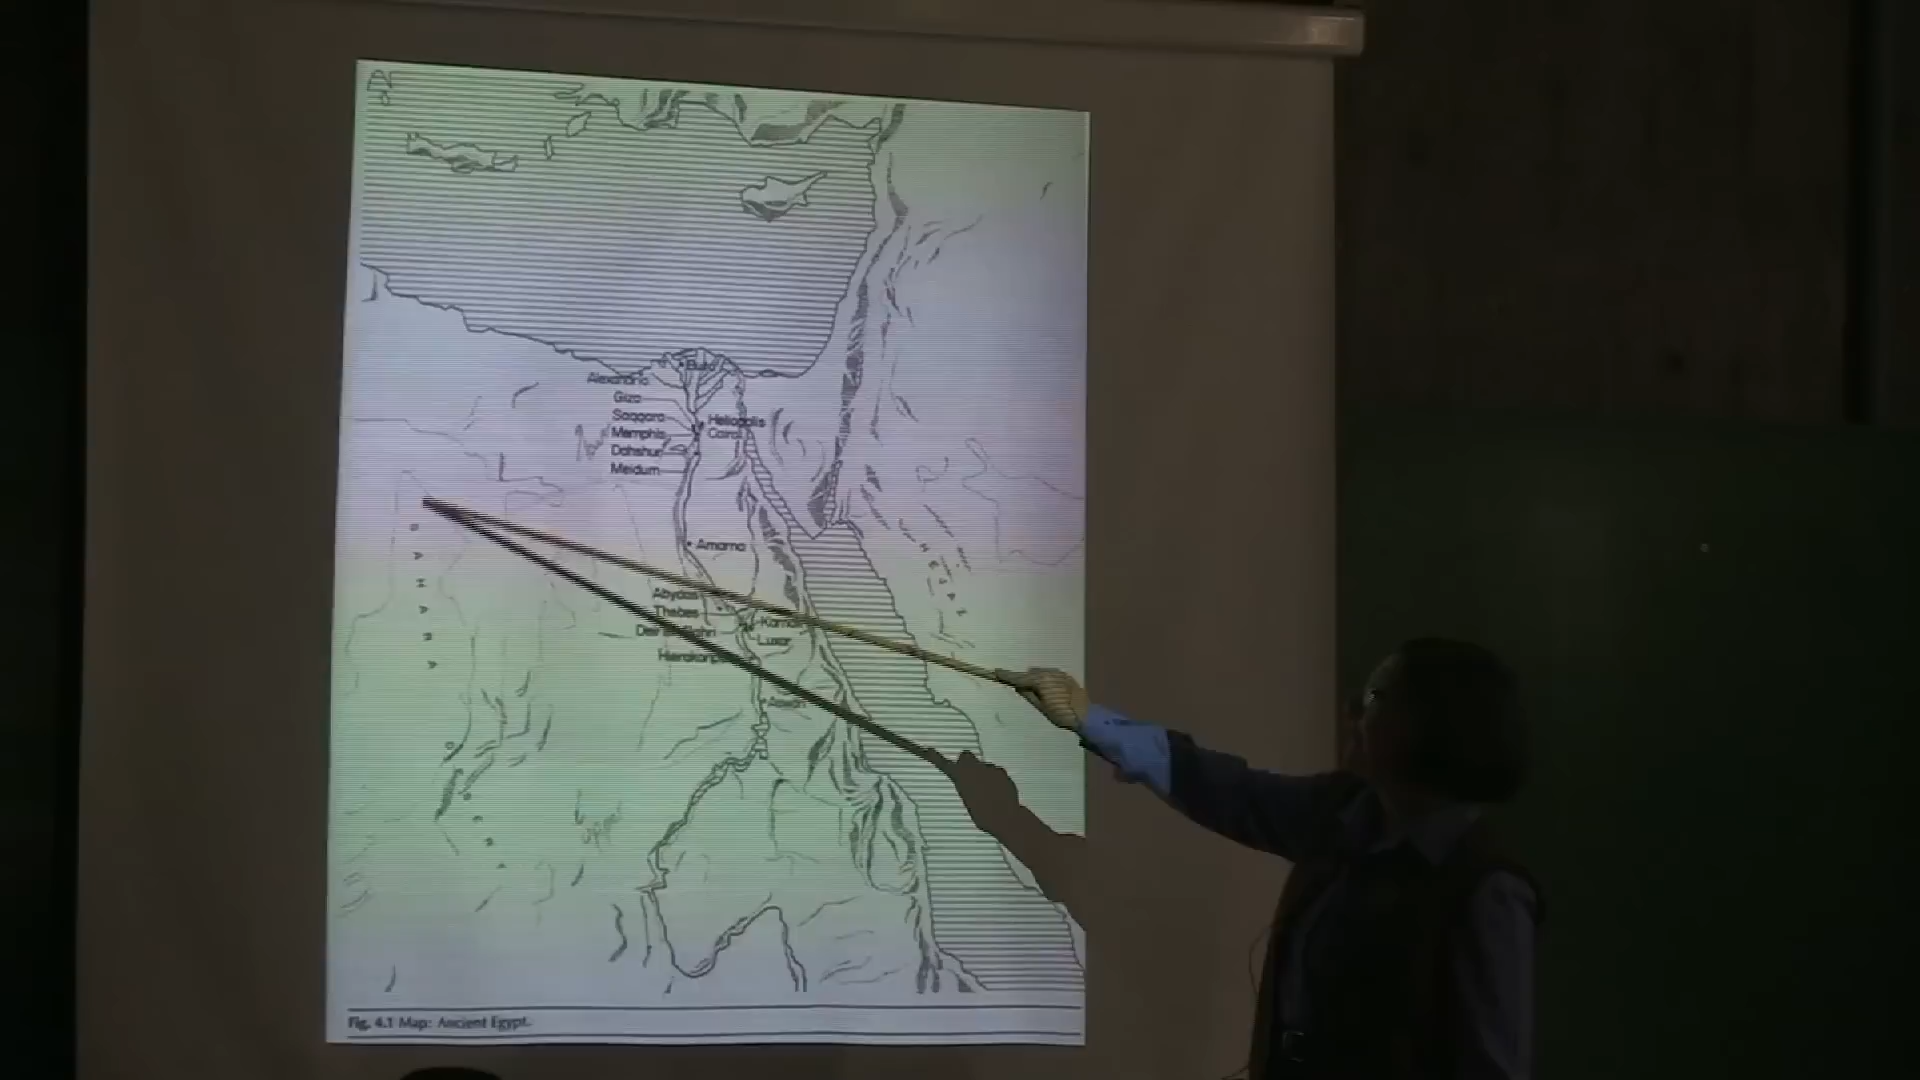 Buto
Alexandria
Giza
Saqqara
Heliopolis
Memphis
Cairo
Dahshur
Meidum
Amarna
Abydos
Thebes
Karnak
Luxor
Aswan
SAHARA
upper
Fig. 4.1 Map: Ancient Egypt.